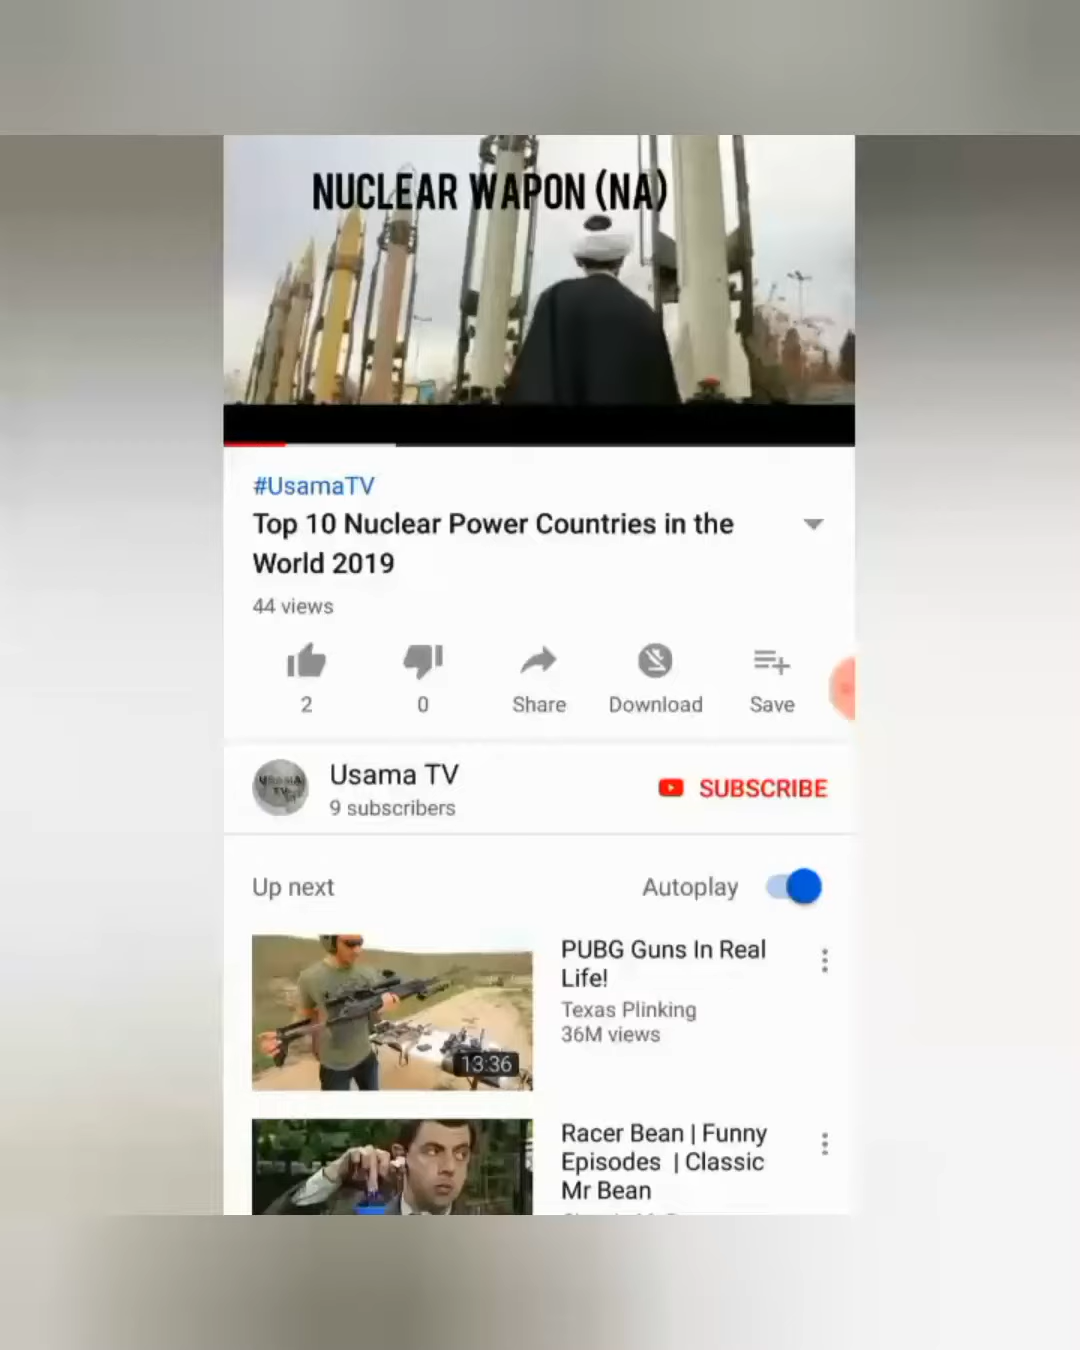 NUCLEAR WAPON (NA)
#UsamaTV
Top 10 Nuclear Power Countries in the
World 2019
44 views
2
0
Share
Download
Save
USAMA
TV
Usama TV
9 subscribers
SUBSCRIBE
Up next
Autoplay
13:36
PUBG Guns In Real
Life!
Texas Plinking
36M views
Racer Bean | Funny
Episodes | Classic
Mr Bean